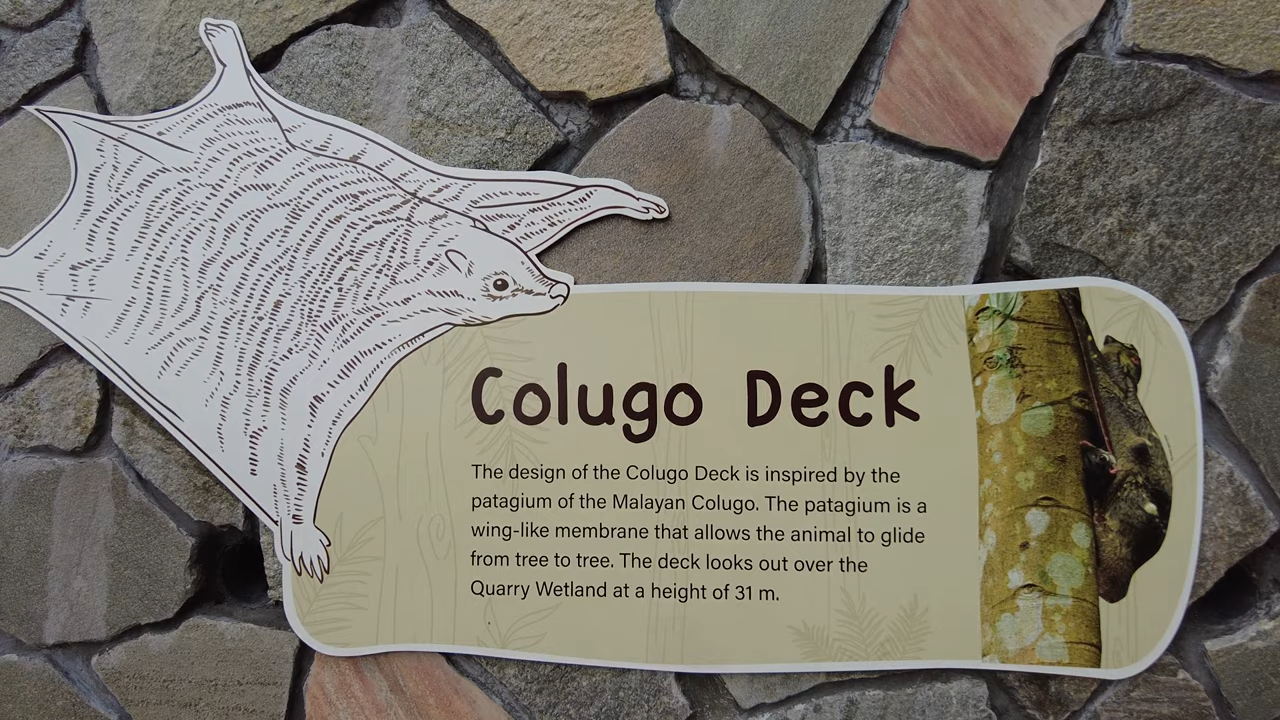 Colugo Deck
The design of the Colugo Deck is inspired by the
patagium of the Malayan Colugo. The patagium is a
wing-like membrane that allows the animal to glide
from tree to tree. The deck looks out over the
Quarry Wetland at a height of 31 m.